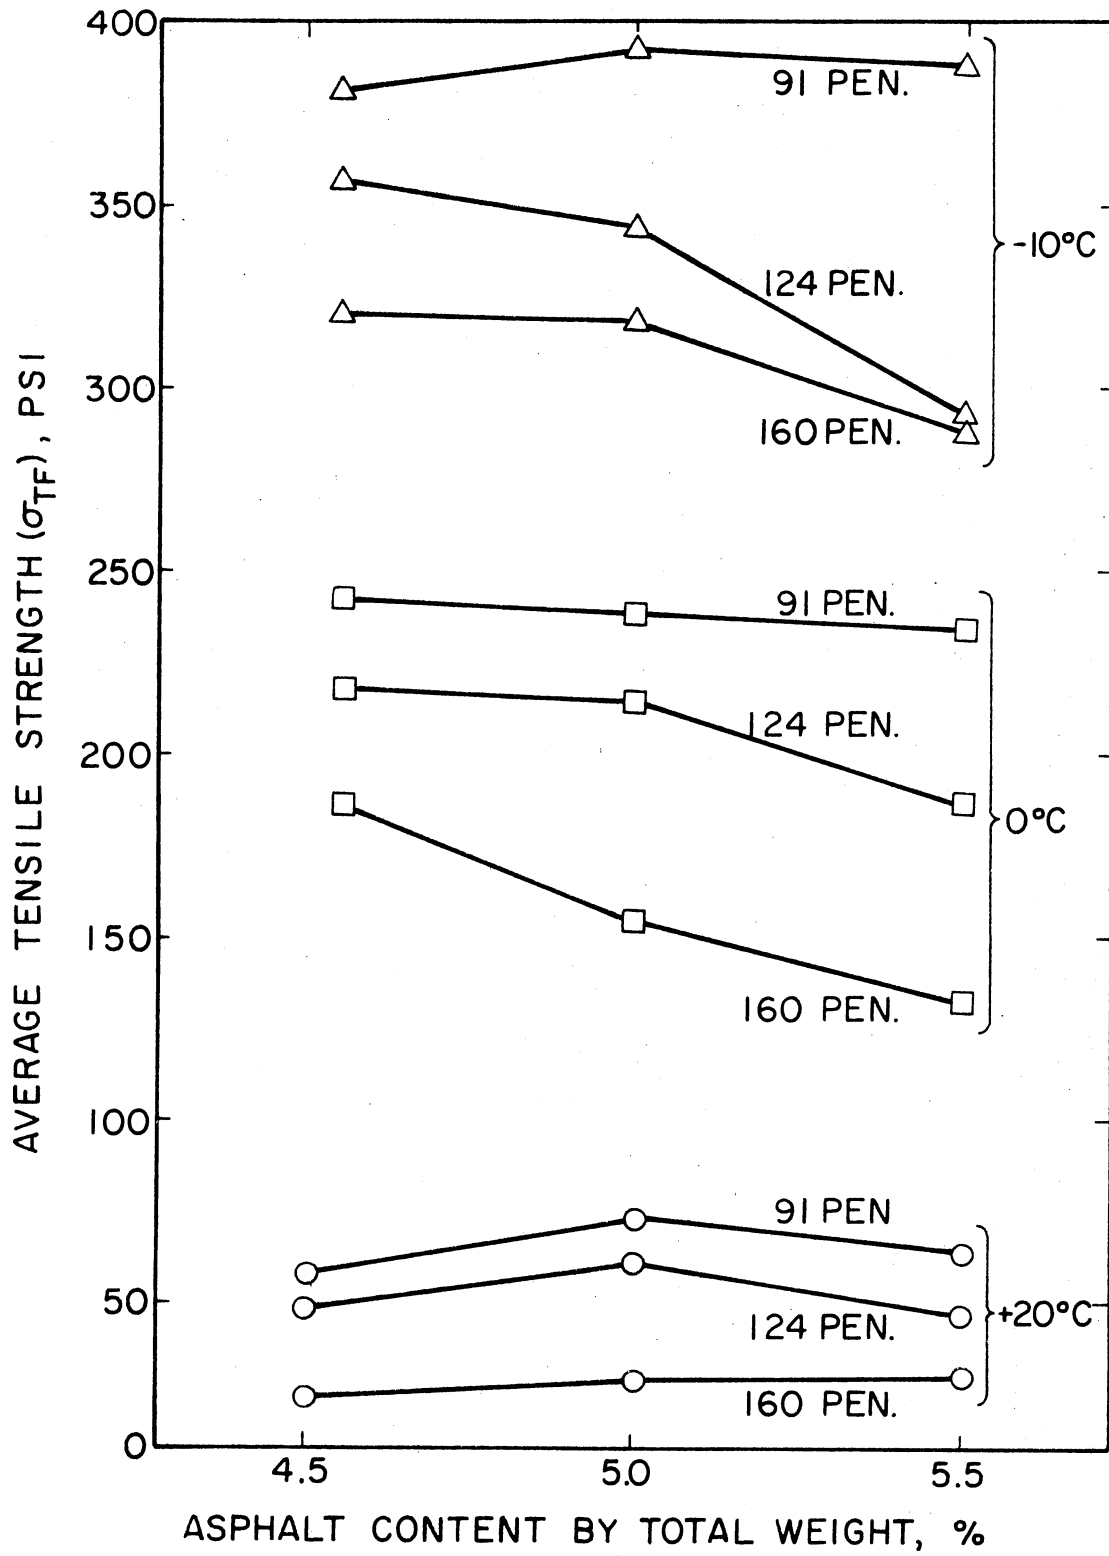 400
350
300
250
200
150
100
50
0
AVERAGE TENSILE STRENGTH (σTF), PSI
91 PEN.
124 PEN.
160 PEN.
-10°C
91 PEN.
124 PEN.
160 PEN.
0°C
91 PEN
124 PEN.
160 PEN.
+20°C
4.5 5.0 5.5
ASPHALT CONTENT BY TOTAL WEIGHT, %